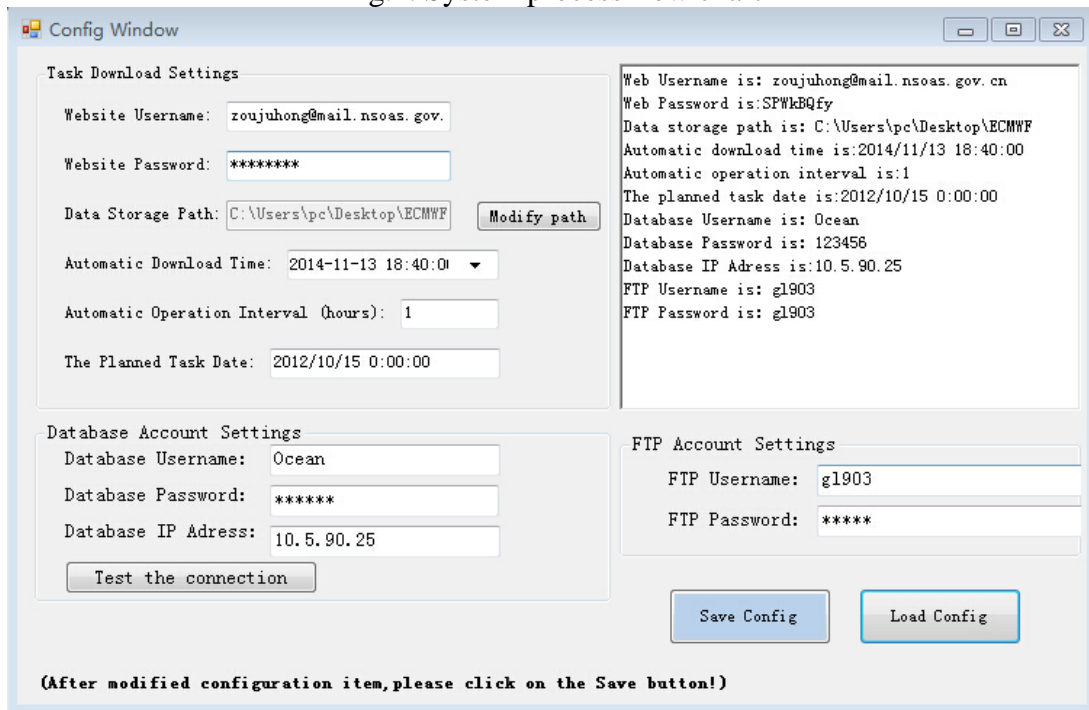 Config Window
Task Download Settings
Website Username: zoujuhong@mail.nsoas.gov.
Website Password: ********
Data Storage Path: C:\Users\pc\Desktop\ECMWF Modify path
Automatic Download Time: 2014-11-13 18:40:0
Automatic Operation Interval (hours): 1
The Planned Task Date: 2012/10/15 0:00:00
Web Username is: zoujuhong@mail.nsoas.gov.cn
Web Password is:SPWkBQfy
Data storage path is: C:\Users\pc\Desktop\ECMWF
Automatic download time is:2014/11/13 18:40:00
Automatic operation interval is:1
The planned task date is:2012/10/15 0:00:00
Database Username is: Ocean
Database Password is: 123456
Database IP Adress is:10.5.90.25
FTP Username is: gl903
FTP Password is: gl903
Database Account Settings
Database Username: Ocean
Database Password: ******
Database IP Adress: 10.5.90.25
Test the connection
FTP Account Settings
FTP Username: gl903
FTP Password: *****
Save Config Load Config
(After modified configuration item,please click on the Save button!)